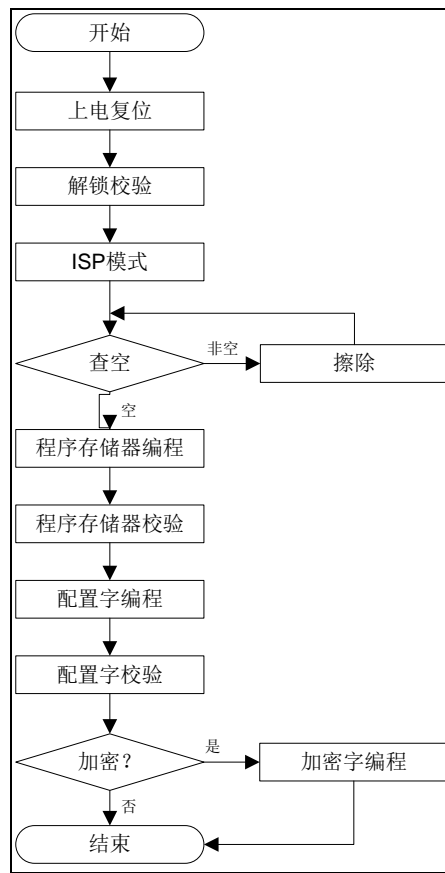 开始
上电复位
解锁校验
ISP模式
查空
非空
擦除
空
程序存储器编程
程序存储器校验
配置字编程
配置字校验
加密?
是
加密字编程
否
结束